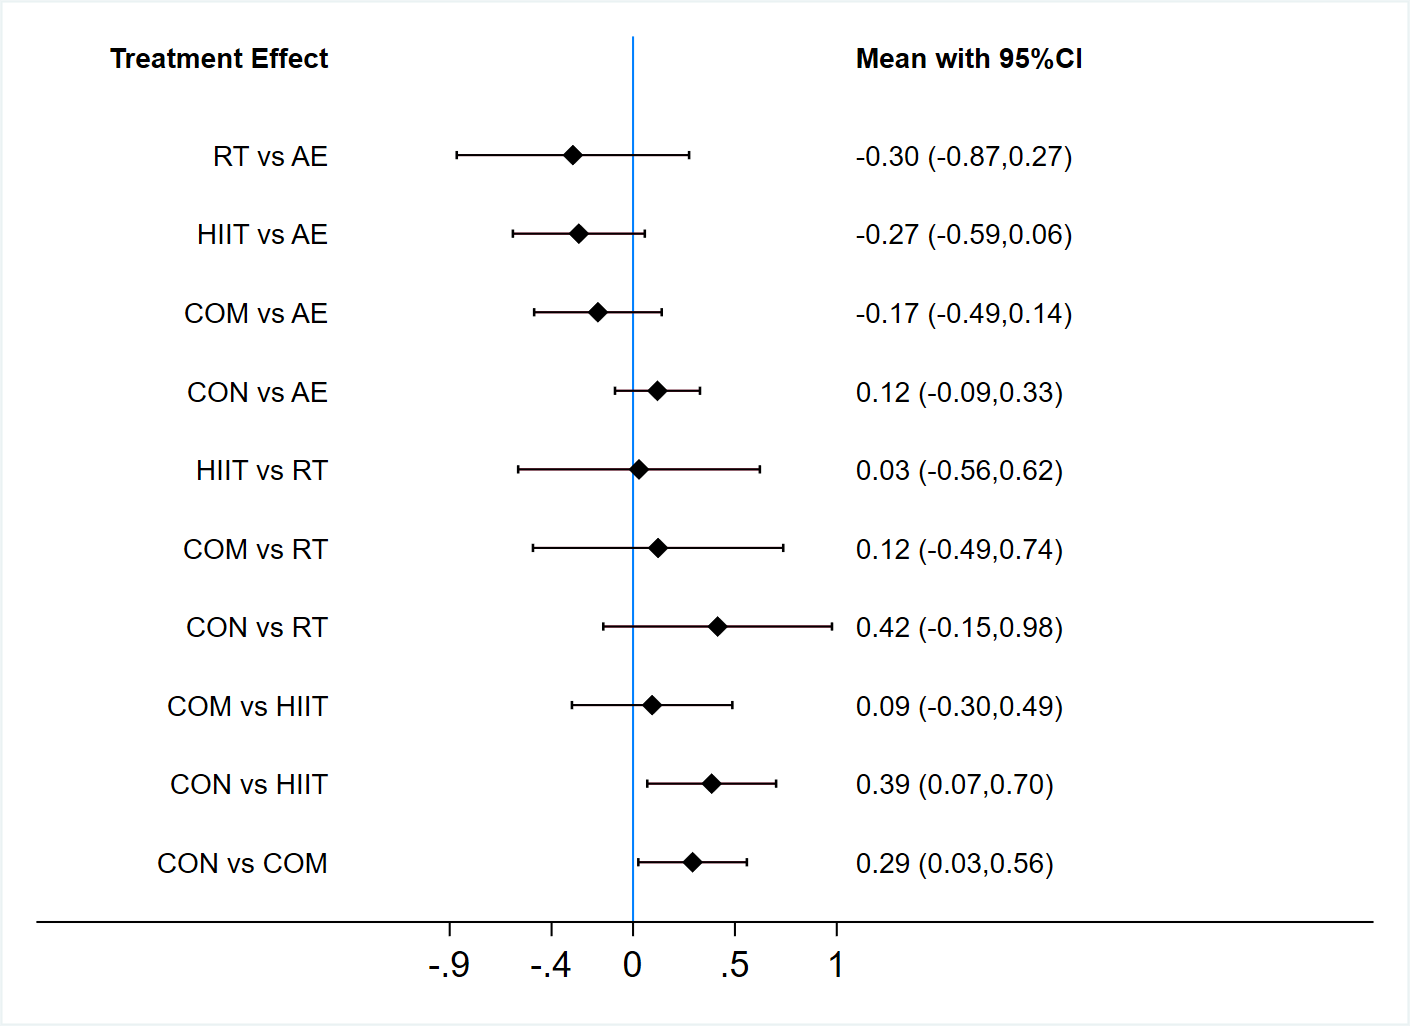 Treatment Effect Mean with 95%CI
RT vs AE -0.30 (-0.87,0.27)
HIIT vs AE -0.27 (-0.59,0.06)
COM vs AE -0.17 (-0.49,0.14)
CON vs AE 0.12 (-0.09,0.33)
HIIT vs RT 0.03 (-0.56,0.62)
COM vs RT 0.12 (-0.49,0.74)
CON vs RT 0.42 (-0.15,0.98)
COM vs HIIT 0.09 (-0.30,0.49)
CON vs HIIT 0.39 (0.07,0.70)
CON vs COM 0.29 (0.03,0.56)
-.9 -.4 0 .5 1